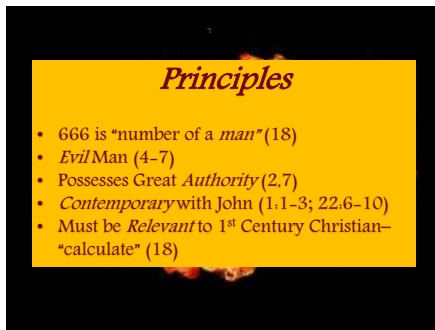 Principles
• 666 is “number of a man” (18)
• Evil Man (4-7)
• Possesses Great Authority (2,7)
• Contemporary with John (1:1-3; 22:6-10)
• Must be Relevant to 1st Century Christian–
“calculate” (18)